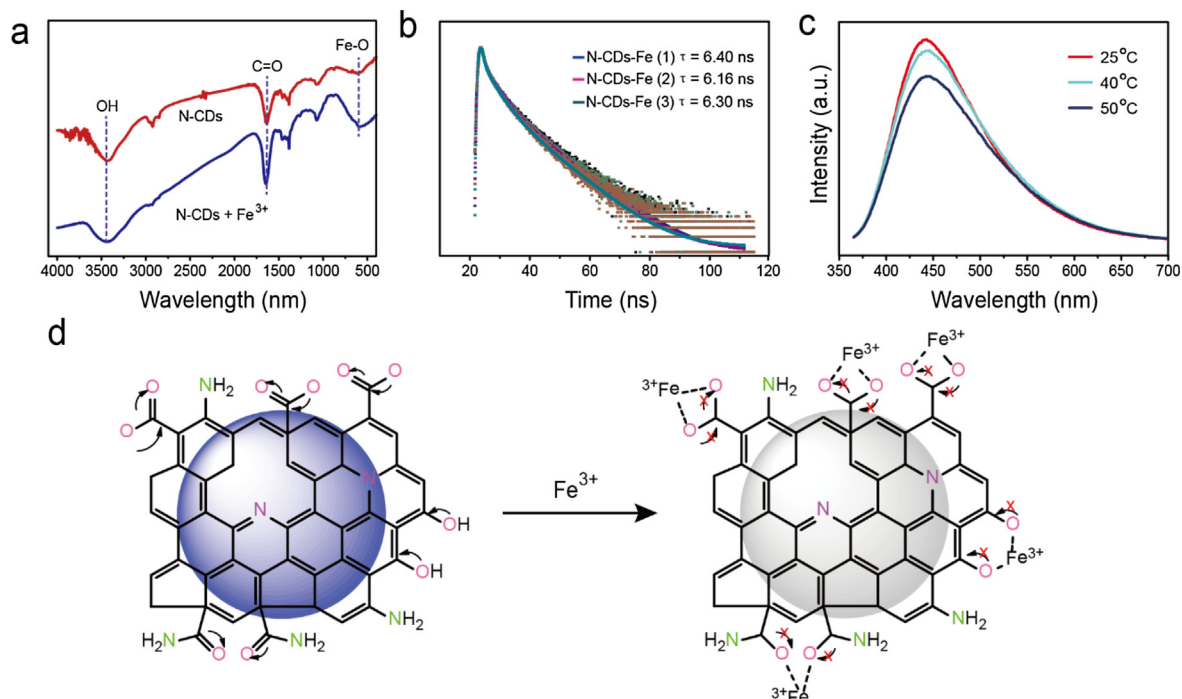 a
OH
N-CDs
C=O
Fe-O
N-CDs + Fe³⁺
4000 3500 3000 2500 2000 1500 1000 500
Wavelength (nm)
b
N-CDs-Fe (1) τ = 6.40 ns
N-CDs-Fe (2) τ = 6.16 ns
N-CDs-Fe (3) τ = 6.30 ns
20 40 60 80 100 120
Time (ns)
c
Intensity (a.u.)
25°C
40°C
50°C
350 400 450 500 550 600 650 700
Wavelength (nm)
d
O
O
NH₂
O
O
O
O
N
N
OH
OH
NH₂
H₂N
O
O
NH₂
Fe³⁺
³⁺Fe
O
O
NH₂
Fe³⁺
O
O
Fe³⁺
O
O
N
N
O
Fe³⁺
O
NH₂
H₂N
O
O
NH₂
³⁺Fe